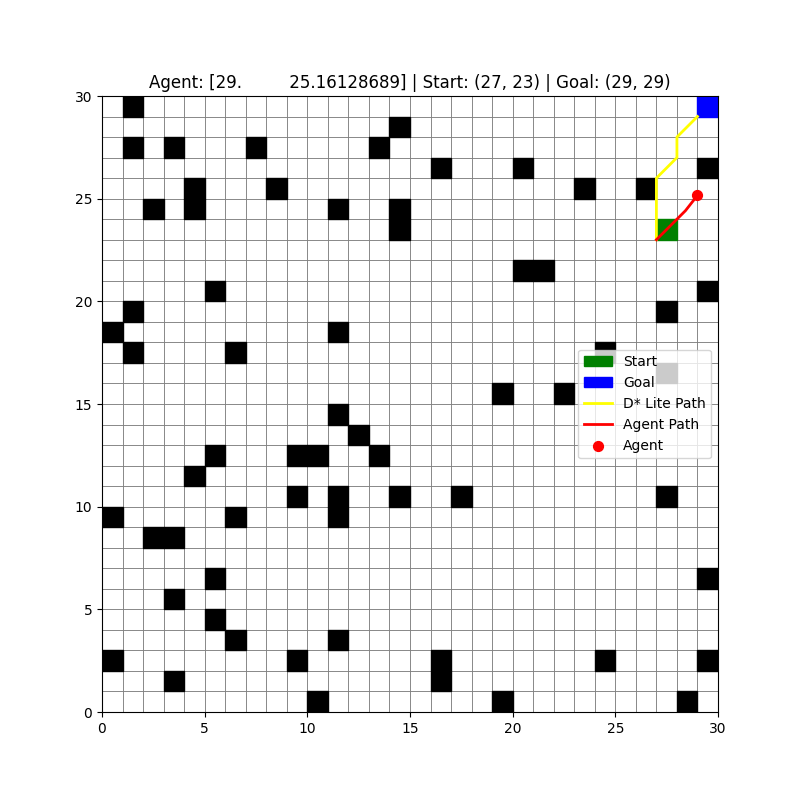 Agent: [29.          25.16128689] | Start: (27, 23) | Goal: (29, 29)
30
25
20
15
10
5
0
Start
Goal
D* Lite Path
Agent Path
Agent
0 5 10 15 20 25 30